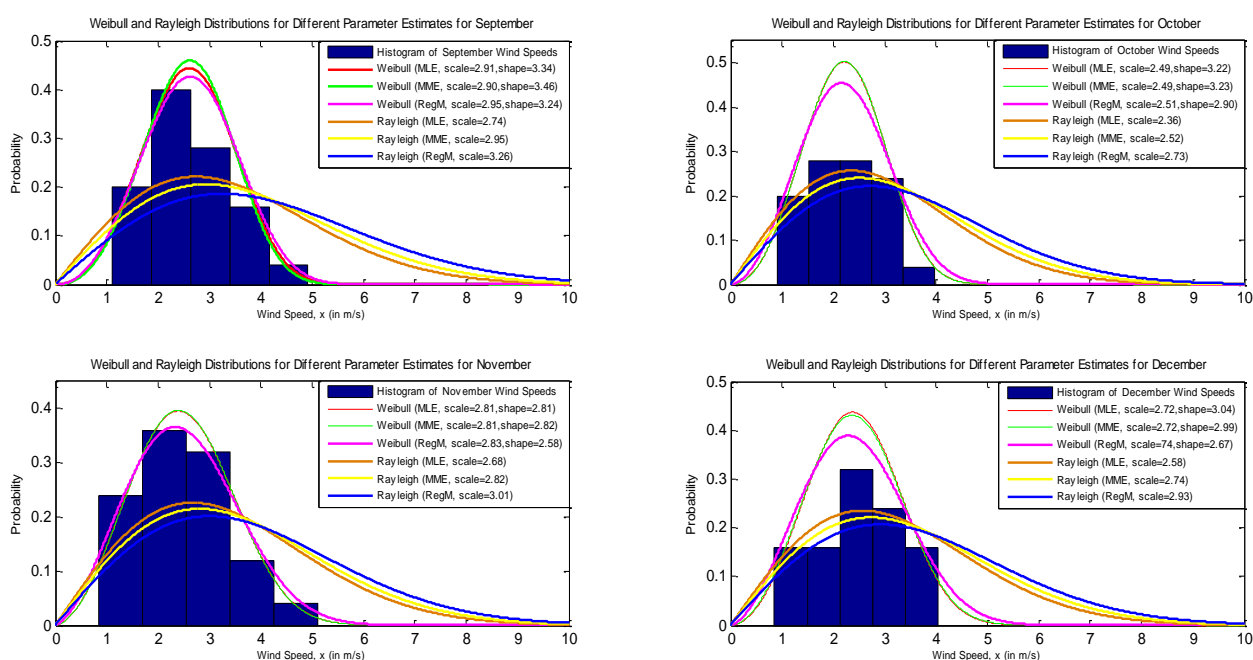 Weibull and Rayleigh Distributions for Different Parameter Estimates for September
0.5
0.4
0.3
0.2
0.1
0
Probability
Histogram of September Wind Speeds
Weibull (MLE, scale=2.91,shape=3.34)
Weibull (MME, scale=2.90,shape=3.46)
Weibull (RegM, scale=2.95,shape=3.24)
Rayleigh (MLE, scale=2.74)
Rayleigh (MME, scale=2.95)
Rayleigh (RegM, scale=3.26)
0 1 2 3 4 5 6 7 8 9 10
Wind Speed, x (in m/s)
Weibull and Rayleigh Distributions for Different Parameter Estimates for October
0.5
0.4
0.3
0.2
0.1
0
Probability
Histogram of October Wind Speeds
Weibull (MLE, scale=2.49,shape=3.22)
Weibull (MME, scale=2.49,shape=3.23)
Weibull (RegM, scale=2.51,shape=2.90)
Rayleigh (MLE, scale=2.36)
Rayleigh (MME, scale=2.52)
Rayleigh (RegM, scale=2.73)
0 1 2 3 4 5 6 7 8 9 10
Wind Speed, x (in m/s)
Weibull and Rayleigh Distributions for Different Parameter Estimates for November
0.4
0.3
0.2
0.1
0
Probability
Histogram of November Wind Speeds
Weibull (MLE, scale=2.81,shape=2.81)
Weibull (MME, scale=2.81,shape=2.82)
Weibull (RegM, scale=2.83,shape=2.58)
Rayleigh (MLE, scale=2.68)
Rayleigh (MME, scale=2.82)
Rayleigh (RegM, scale=3.01)
0 1 2 3 4 5 6 7 8 9 10
Wind Speed, x (in m/s)
Weibull and Rayleigh Distributions for Different Parameter Estimates for December
0.5
0.4
0.3
0.2
0.1
0
Probability
Histogram of December Wind Speeds
Weibull (MLE, scale=2.72,shape=3.04)
Weibull (MME, scale=2.72,shape=2.99)
Weibull (RegM, scale=74,shape=2.67)
Rayleigh (MLE, scale=2.58)
Rayleigh (MME, scale=2.74)
Rayleigh (RegM, scale=2.93)
0 1 2 3 4 5 6 7 8 9 10
Wind Speed, x (in m/s)